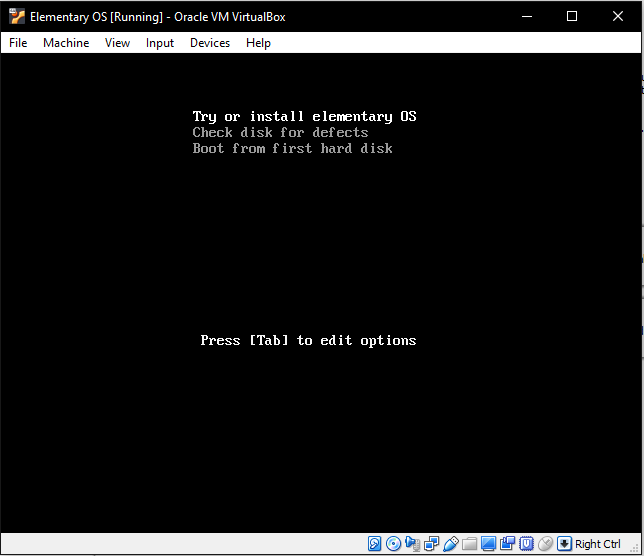 Elementary OS [Running] - Oracle VM VirtualBox
File Machine View Input Devices Help
Try or install elementary OS
Check disk for defects
Boot from first hard disk
Press [Tab] to edit options
Right Ctrl